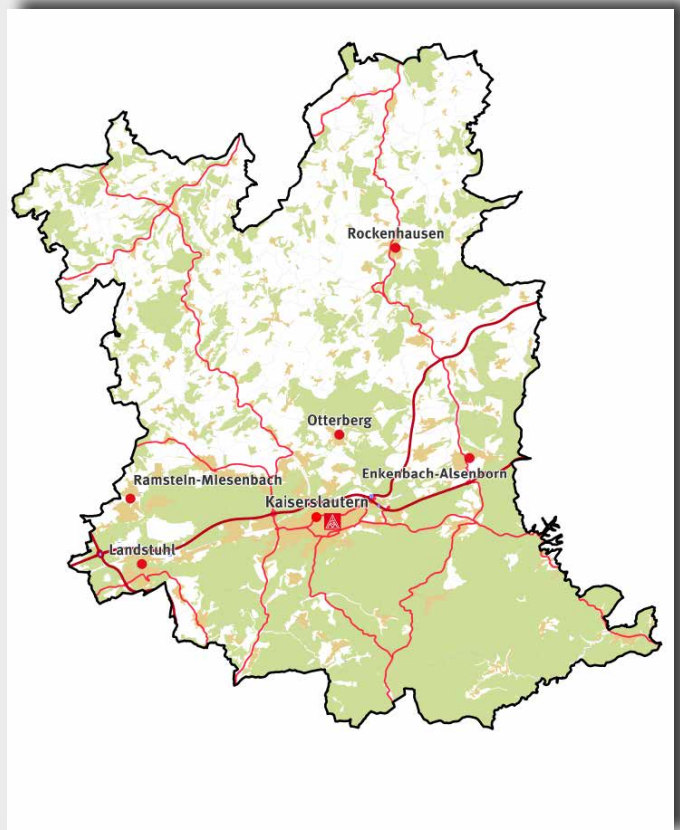 Rockenhausen
Otterberg
Enkenbach-Alsenborn
Ramstein-Miesenbach
Kaiserslautern
Landstuhl